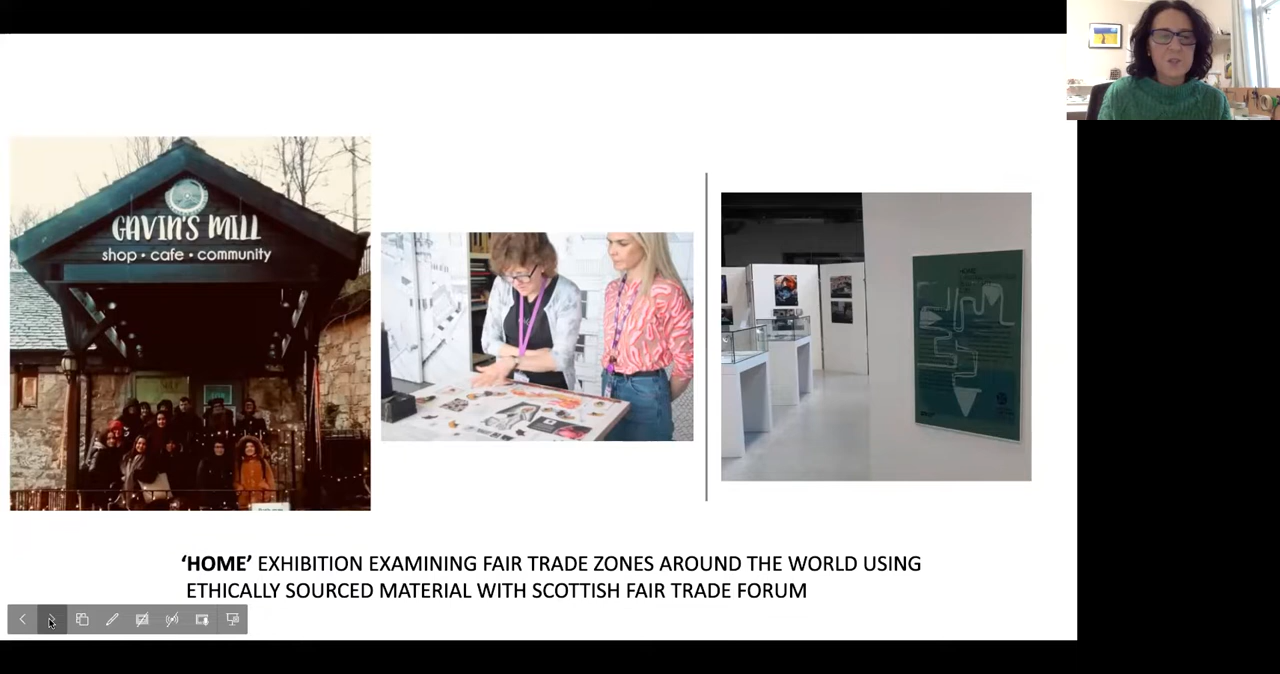 GAVIN'S MILL
shop • cafe • community
‘HOME’ EXHIBITION EXAMINING FAIR TRADE ZONES AROUND THE WORLD USING
ETHICALLY SOURCED MATERIAL WITH SCOTTISH FAIR TRADE FORUM